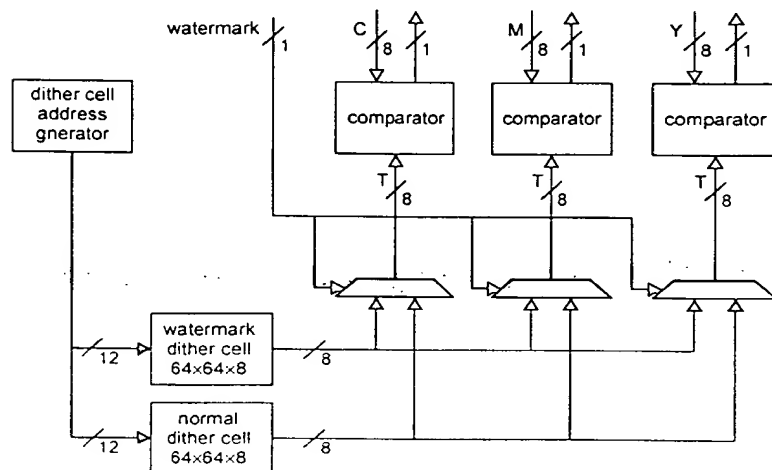 watermark
1
C
8
1
M
8
1
Y
8
1
dither cell
address
gnerator
comparator
comparator
comparator
T
8
T
8
T
8
watermark
dither cell
64×64×8
12
8
normal
dither cell
64×64×8
12
8